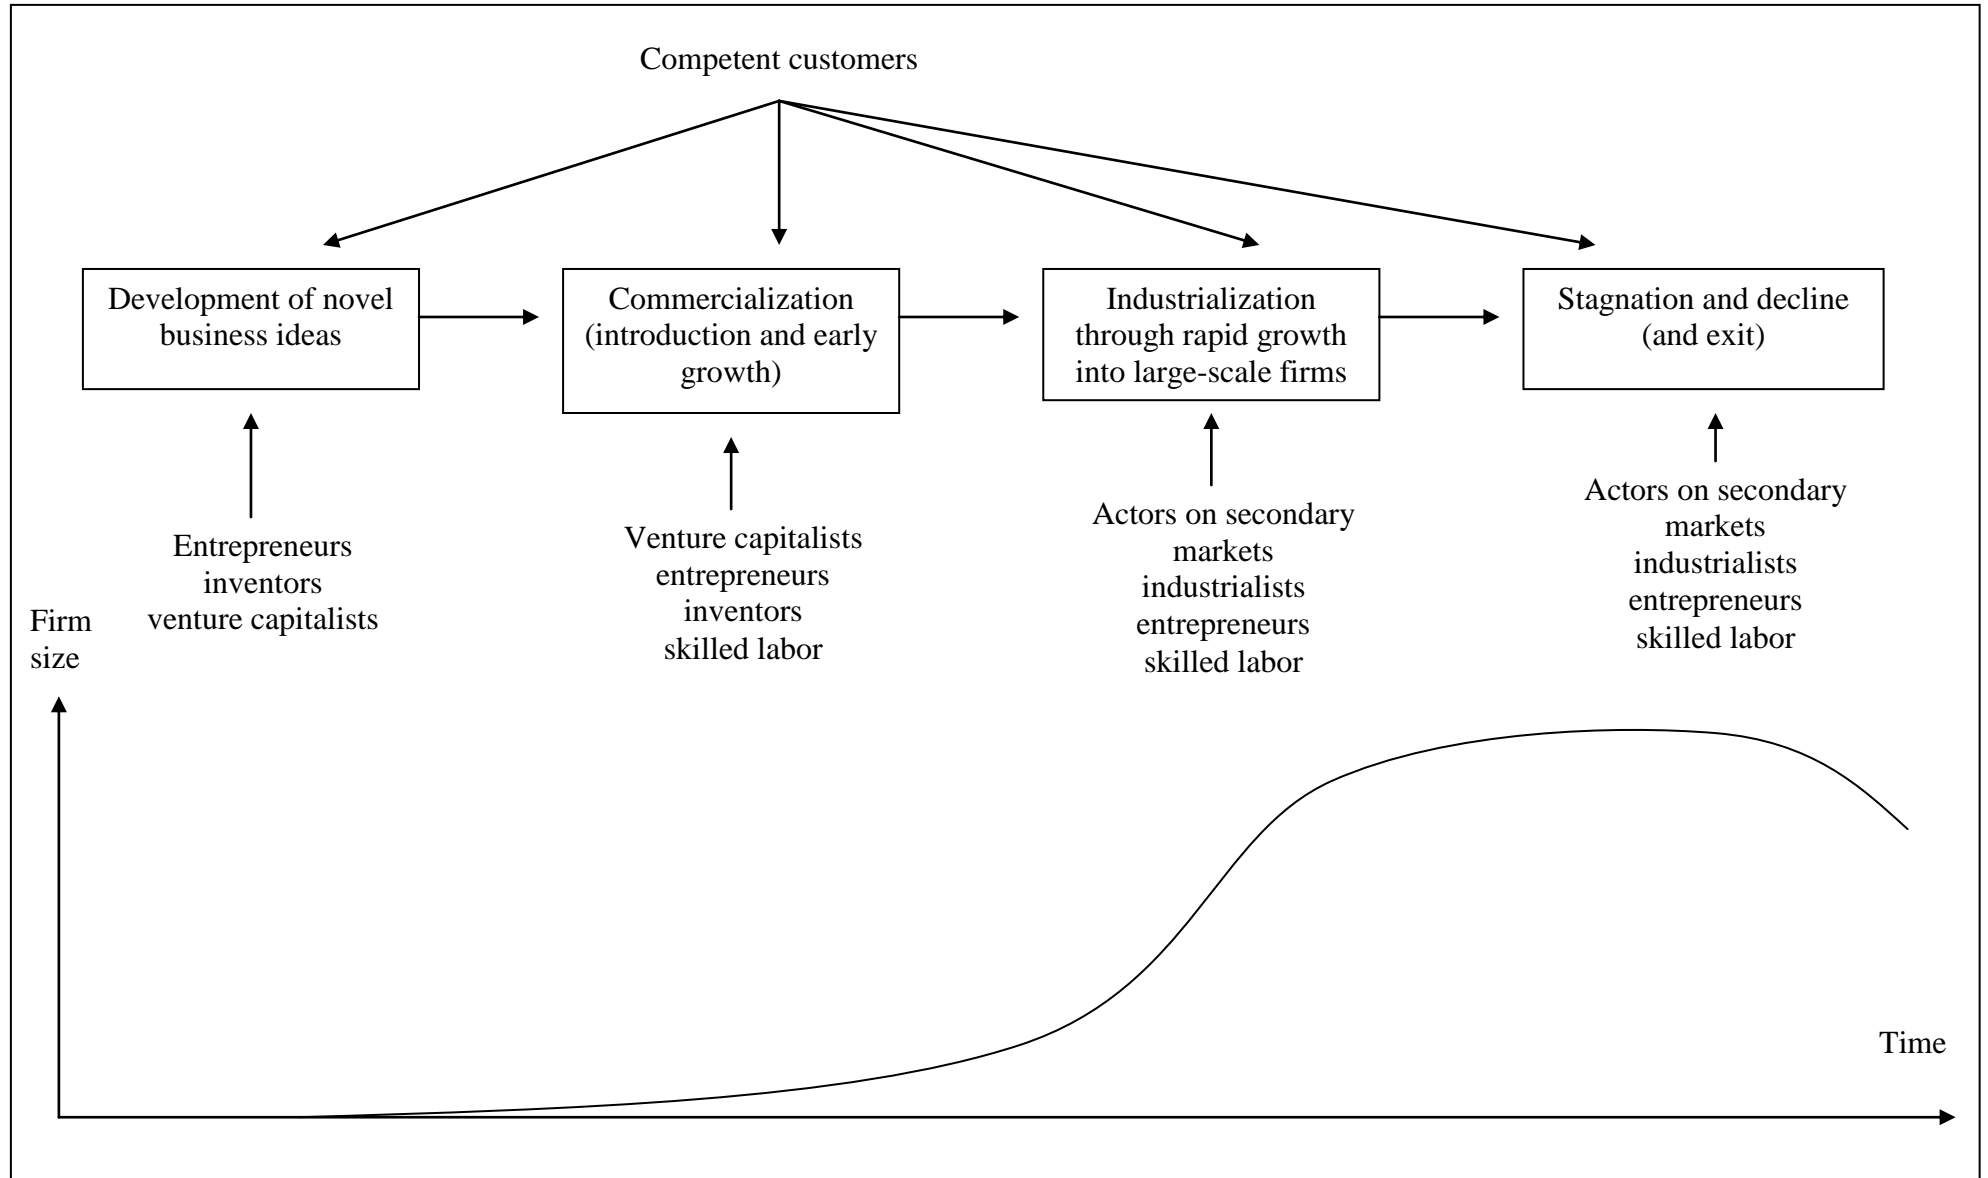 Competent customers
Development of novel
business ideas
Commercialization
(introduction and early
growth)
Industrialization
through rapid growth
into large-scale firms
Stagnation and decline
(and exit)
Entrepreneurs
inventors
venture capitalists
Venture capitalists
entrepreneurs
inventors
skilled labor
Actors on secondary
markets
industrialists
entrepreneurs
skilled labor
Actors on secondary
markets
industrialists
entrepreneurs
skilled labor
Firm
size
Time